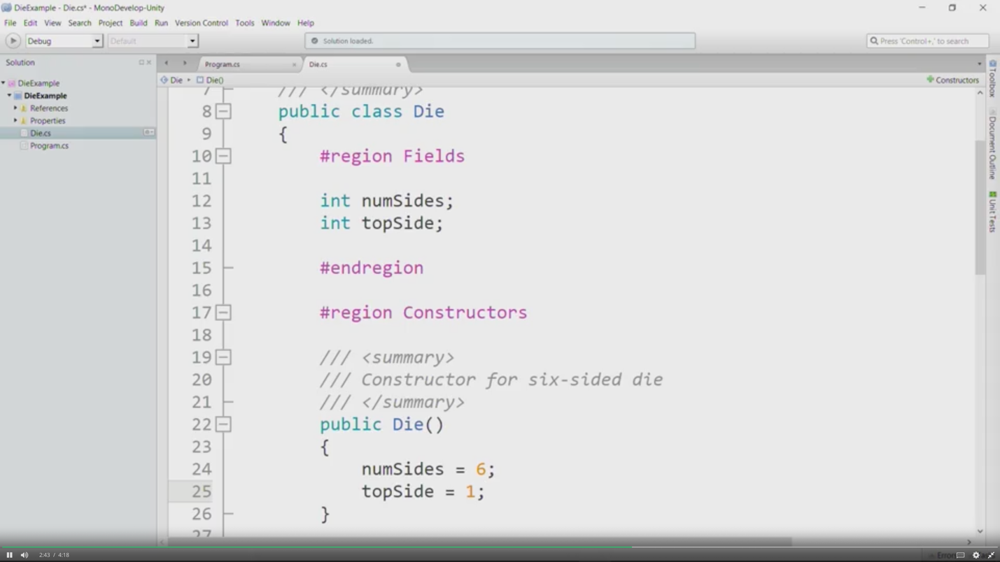 DieExample - Die.cs* - MonoDevelop-Unity
File Edit View Search Project Build Run Version Control Tools Window Help
Debug Default Solution loaded. Press 'Control+,' to search
Solution
Program.cs × Die.cs
Die ▸ Die() Constructors
DieExample
DieExample
References
Properties
Die.cs
Program.cs
7 /// </summary>
8 public class Die
9 {
10 #region Fields
11
12 int numSides;
13 int topSide;
14
15 #endregion
16
17 #region Constructors
18
19 /// <summary>
20 /// Constructor for six-sided die
21 /// </summary>
22 public Die()
23 {
24 numSides = 6;
25 topSide = 1;
26 }
27
Toolbox
Document Outline
Unit Tests
2:43 / 4:18